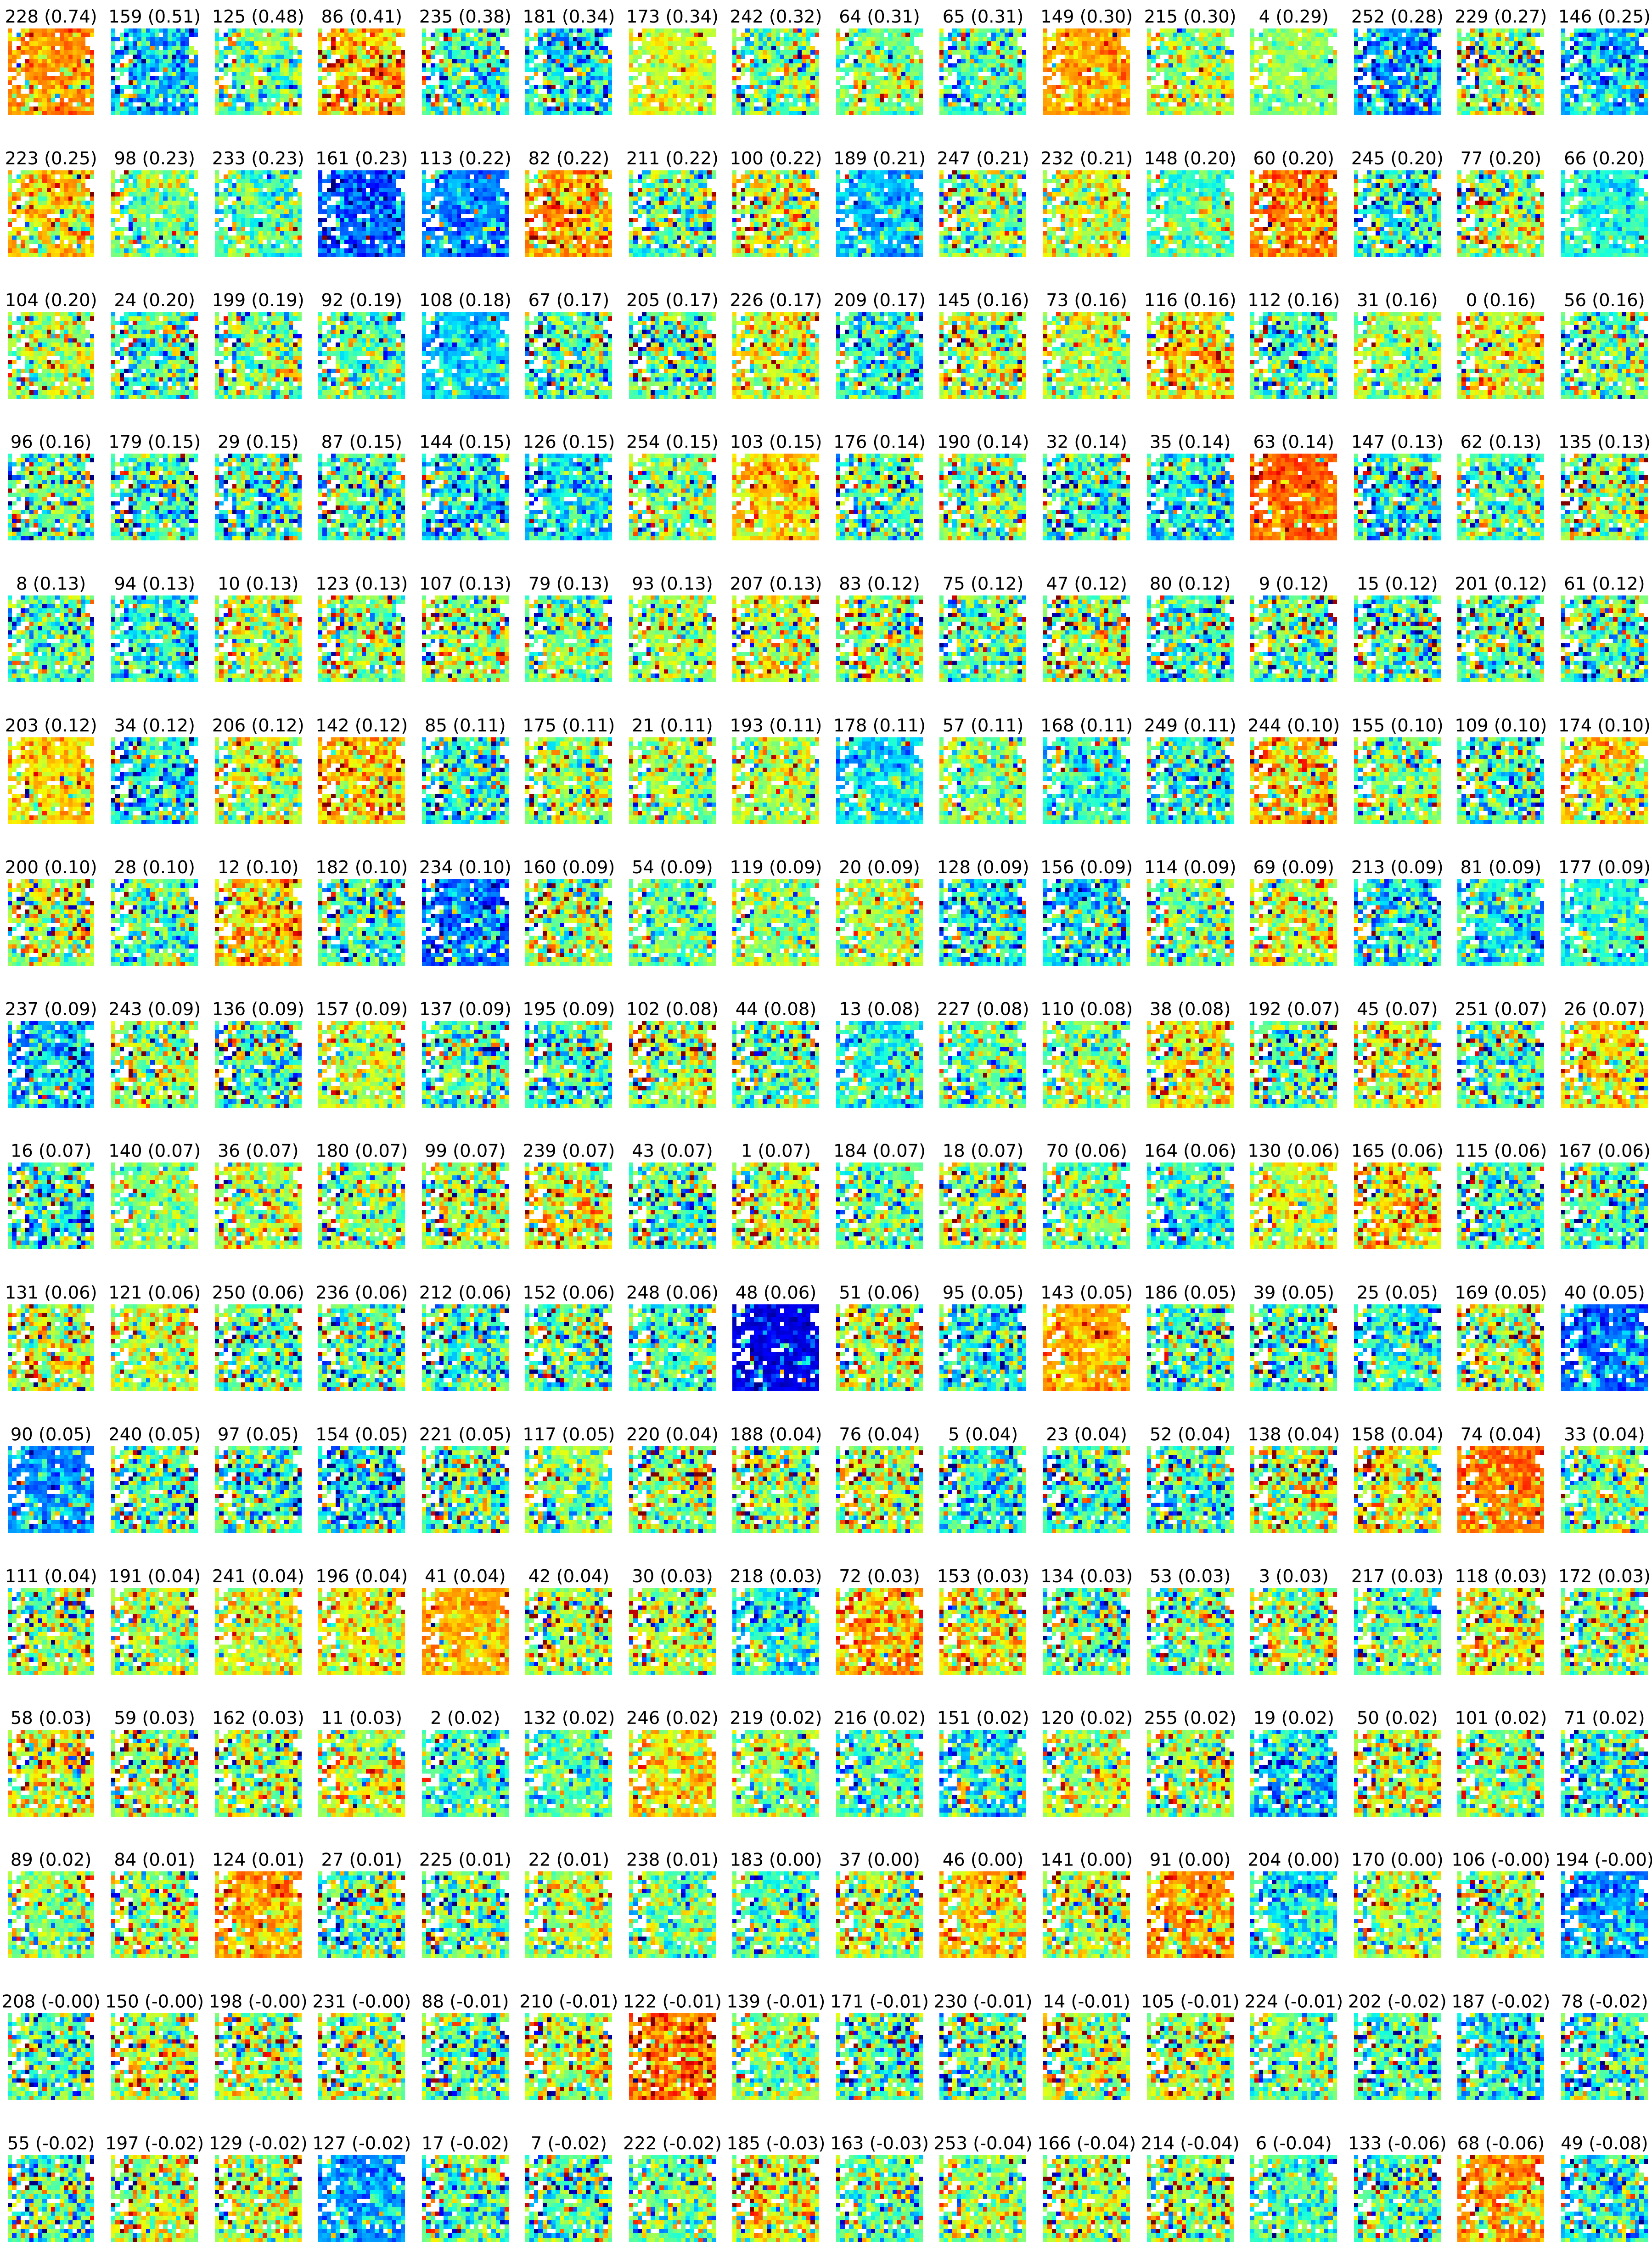 228 (0.74) 159 (0.51) 125 (0.48) 86 (0.41) 235 (0.38) 181 (0.34) 173 (0.34) 242 (0.32) 64 (0.31) 65 (0.31) 149 (0.30) 215 (0.30) 4 (0.29) 252 (0.28) 229 (0.27) 146 (0.25)
223 (0.25) 98 (0.23) 233 (0.23) 161 (0.23) 113 (0.22) 82 (0.22) 211 (0.22) 100 (0.22) 189 (0.21) 247 (0.21) 232 (0.21) 148 (0.20) 60 (0.20) 245 (0.20) 77 (0.20) 66 (0.20)
104 (0.20) 24 (0.20) 199 (0.19) 92 (0.19) 108 (0.18) 67 (0.17) 205 (0.17) 226 (0.17) 209 (0.17) 145 (0.16) 73 (0.16) 116 (0.16) 112 (0.16) 31 (0.16) 0 (0.16) 56 (0.16)
96 (0.16) 179 (0.15) 29 (0.15) 87 (0.15) 144 (0.15) 126 (0.15) 254 (0.15) 103 (0.15) 176 (0.14) 190 (0.14) 32 (0.14) 35 (0.14) 63 (0.14) 147 (0.13) 62 (0.13) 135 (0.13)
8 (0.13) 94 (0.13) 10 (0.13) 123 (0.13) 107 (0.13) 79 (0.13) 93 (0.13) 207 (0.13) 83 (0.12) 75 (0.12) 47 (0.12) 80 (0.12) 9 (0.12) 15 (0.12) 201 (0.12) 61 (0.12)
203 (0.12) 34 (0.12) 206 (0.12) 142 (0.12) 85 (0.11) 175 (0.11) 21 (0.11) 193 (0.11) 178 (0.11) 57 (0.11) 168 (0.11) 249 (0.11) 244 (0.10) 155 (0.10) 109 (0.10) 174 (0.10)
200 (0.10) 28 (0.10) 12 (0.10) 182 (0.10) 234 (0.10) 160 (0.09) 54 (0.09) 119 (0.09) 20 (0.09) 128 (0.09) 156 (0.09) 114 (0.09) 69 (0.09) 213 (0.09) 81 (0.09) 177 (0.09)
237 (0.09) 243 (0.09) 136 (0.09) 157 (0.09) 137 (0.09) 195 (0.09) 102 (0.08) 44 (0.08) 13 (0.08) 227 (0.08) 110 (0.08) 38 (0.08) 192 (0.07) 45 (0.07) 251 (0.07) 26 (0.07)
16 (0.07) 140 (0.07) 36 (0.07) 180 (0.07) 99 (0.07) 239 (0.07) 43 (0.07) 1 (0.07) 184 (0.07) 18 (0.07) 70 (0.06) 164 (0.06) 130 (0.06) 165 (0.06) 115 (0.06) 167 (0.06)
131 (0.06) 121 (0.06) 250 (0.06) 236 (0.06) 212 (0.06) 152 (0.06) 248 (0.06) 48 (0.06) 51 (0.06) 95 (0.05) 143 (0.05) 186 (0.05) 39 (0.05) 25 (0.05) 169 (0.05) 40 (0.05)
90 (0.05) 240 (0.05) 97 (0.05) 154 (0.05) 221 (0.05) 117 (0.05) 220 (0.04) 188 (0.04) 76 (0.04) 5 (0.04) 23 (0.04) 52 (0.04) 138 (0.04) 158 (0.04) 74 (0.04) 33 (0.04)
111 (0.04) 191 (0.04) 241 (0.04) 196 (0.04) 41 (0.04) 42 (0.04) 30 (0.03) 218 (0.03) 72 (0.03) 153 (0.03) 134 (0.03) 53 (0.03) 3 (0.03) 217 (0.03) 118 (0.03) 172 (0.03)
58 (0.03) 59 (0.03) 162 (0.03) 11 (0.03) 2 (0.02) 132 (0.02) 246 (0.02) 219 (0.02) 216 (0.02) 151 (0.02) 120 (0.02) 255 (0.02) 19 (0.02) 50 (0.02) 101 (0.02) 71 (0.02)
89 (0.02) 84 (0.01) 124 (0.01) 27 (0.01) 225 (0.01) 22 (0.01) 238 (0.01) 183 (0.00) 37 (0.00) 46 (0.00) 141 (0.00) 91 (0.00) 204 (0.00) 170 (0.00) 106 (-0.00) 194 (-0.00)
208 (-0.00) 150 (-0.00) 198 (-0.00) 231 (-0.00) 88 (-0.01) 210 (-0.01) 122 (-0.01) 139 (-0.01) 171 (-0.01) 230 (-0.01) 14 (-0.01) 105 (-0.01) 224 (-0.01) 202 (-0.02) 187 (-0.02) 78 (-0.02)
55 (-0.02) 197 (-0.02) 129 (-0.02) 127 (-0.02) 17 (-0.02) 7 (-0.02) 222 (-0.02) 185 (-0.03) 163 (-0.03) 253 (-0.04) 166 (-0.04) 214 (-0.04) 6 (-0.04) 133 (-0.06) 68 (-0.06) 49 (-0.08)